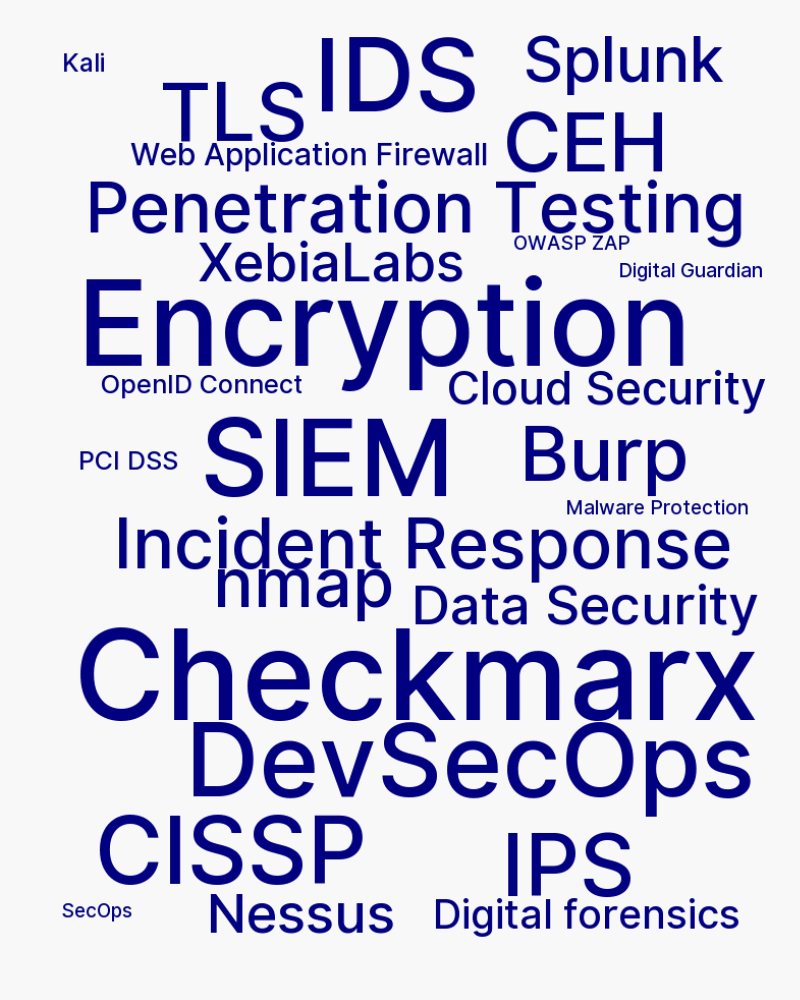 Kali
IDS
Splunk
TLS
CEH
Web Application Firewall
Penetration Testing
OWASP ZAP
XebiaLabs
Digital Guardian
Encryption
OpenID Connect
Cloud Security
SIEM
Burp
PCI DSS
Malware Protection
Incident Response
nmap
Data Security
Checkmarx
DevSecOps
CISSP
IPS
SecOps
Nessus
Digital forensics